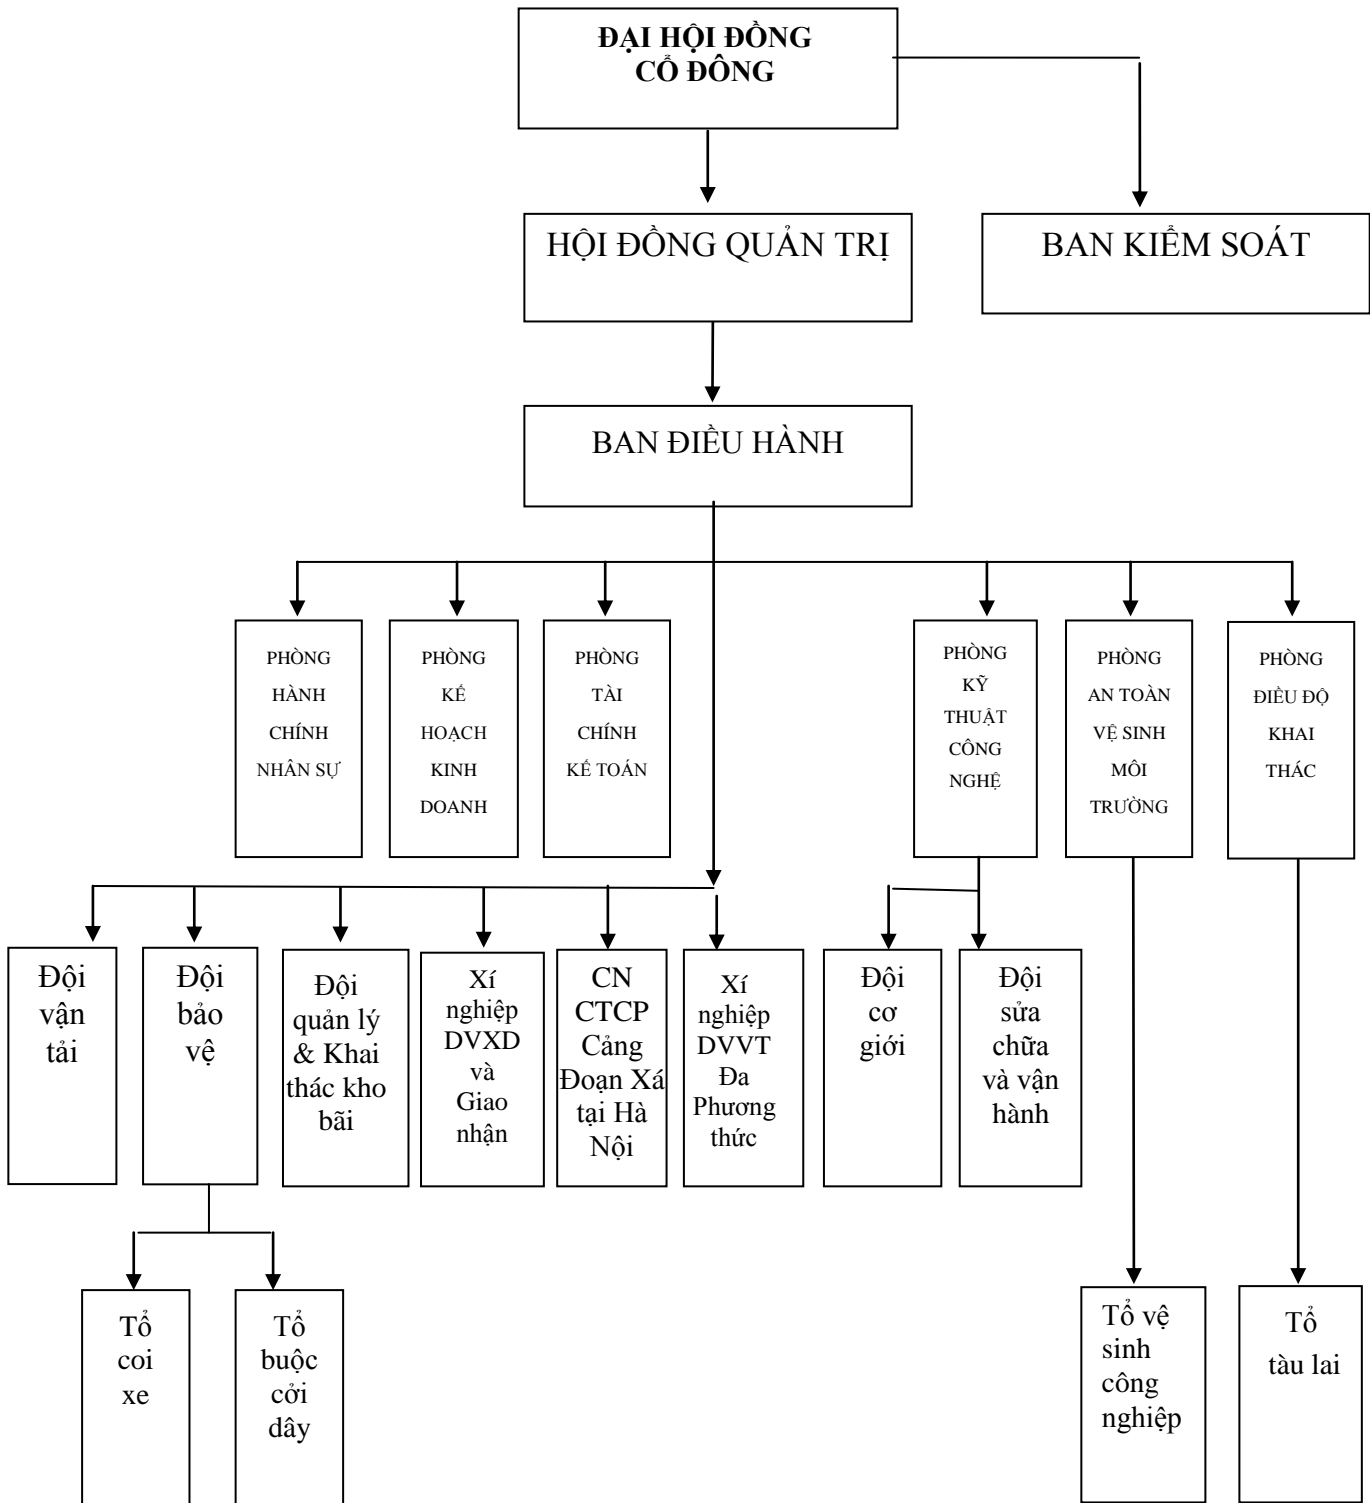 ĐẠI HỘI ĐỒNG
CỔ ĐÔNG
HỘI ĐỒNG QUẢN TRỊ
BAN KIỂM SOÁT
BAN ĐIỀU HÀNH
PHÒNG
HÀNH
CHÍNH
NHÂN SỰ
PHÒNG
KẾ
HOẠCH
KINH
DOANH
PHÒNG
TÀI
CHÍNH
KẾ TOÁN
PHÒNG
KỸ
THUẬT
CÔNG
NGHỆ
PHÒNG
AN TOÀN
VỆ SINH
MÔI
TRƯỜNG
PHÒNG
ĐIỀU ĐỘ
KHAI
THÁC
Đội
vận
tải
Đội
bảo
vệ
Đội
quản lý
& Khai
thác kho
bãi
Xí
nghiệp
DVXD
và
Giao
nhận
CN
CTCP
Cảng
Đoạn Xá
tại Hà
Nội
Xí
nghiệp
DVVT
Đa
Phương
thức
Đội
cơ
giới
Đội
sửa
chữa
và vận
hành
Tổ
coi
xe
Tổ
buộc
cởi
dây
Tổ vệ
sinh
công
nghiệp
Tổ
tàu lai